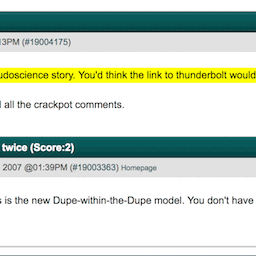 13PM (#19004175)
udoscience story. You'd think the link to thunderbolt would
all the crackpot comments.
twice (Score:2)
2007 @01:39PM (#19003363) Homepage
is the new Dupe-within-the-Dupe model. You don't have